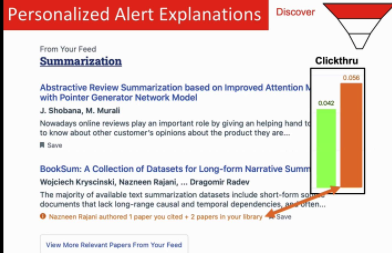 Personalized Alert Explanations
Discover
From Your Feed
Summarization
Clickthru
Abstractive Review Summarization based on Improved Attention M
with Pointer Generator Network Model
J. Shobana, M. Murali
Nowadays online reviews play an important role by giving an helping hand to
to know about other customer's opinions about the product they are...
Save
0.042
0.056
BookSum: A Collection of Datasets for Long-form Narrative Summ
Wojciech Kryscinski, Nazneen Rajani, ... Dragomir Radev
The majority of available text summarization datasets include short-form source
documents that lack long-range causal and temporal dependencies, and often...
Nazneen Rajani authored 1 paper you cited + 2 papers in your library
Save
View More Relevant Papers From Your Feed